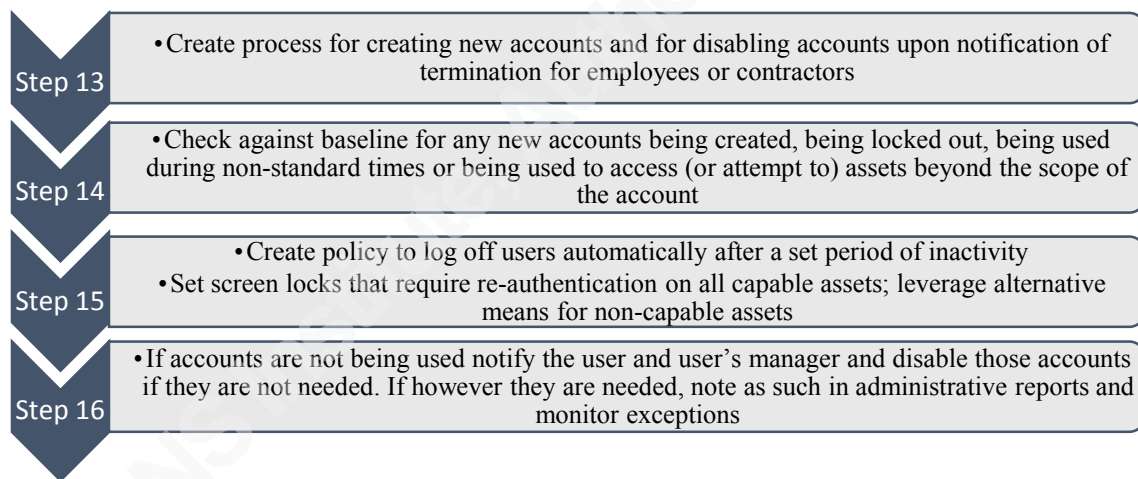 Step 13
•Create process for creating new accounts and for disabling accounts upon notification of
termination for employees or contractors
Step 14
•Check against baseline for any new accounts being created, being locked out, being used
during non-standard times or being used to access (or attempt to) assets beyond the scope of
the account
Step 15
•Create policy to log off users automatically after a set period of inactivity
•Set screen locks that require re-authentication on all capable assets; leverage alternative
means for non-capable assets
Step 16
•If accounts are not being used notify the user and user's manager and disable those accounts
if they are not needed. If however they are needed, note as such in administrative reports and
monitor exceptions